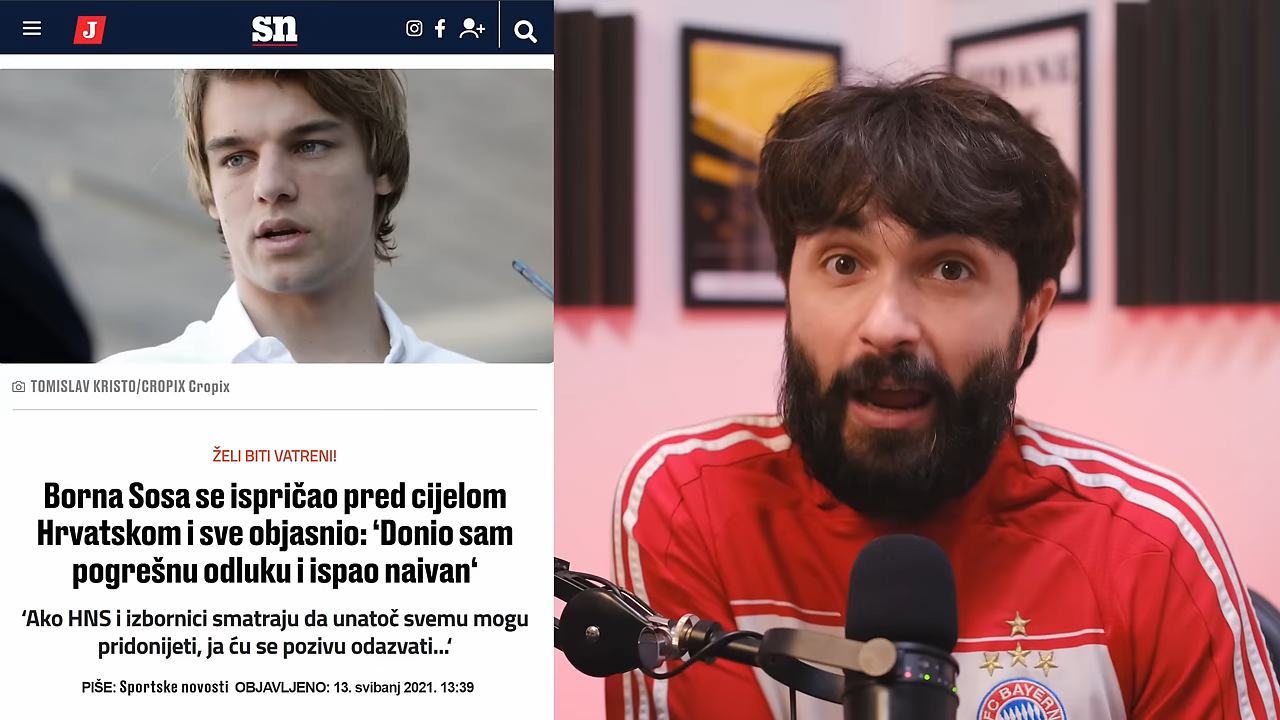 J
sn
TOMISLAV KRISTO/CROPIX Cropix
ŽELI BITI VATRENI!
Borna Sosa se ispričao pred cijelom
Hrvatskom i sve objasnio: ‘Donio sam
pogrešnu odluku i ispao naivan‘
‘Ako HNS i izbornici smatraju da unatoč svemu mogu
pridonijeti, ja ću se pozivu odazvati...‘
PIŠE: Sportske novosti OBJAVLJENO: 13. svibanj 2021. 13:39
FC BAYERN